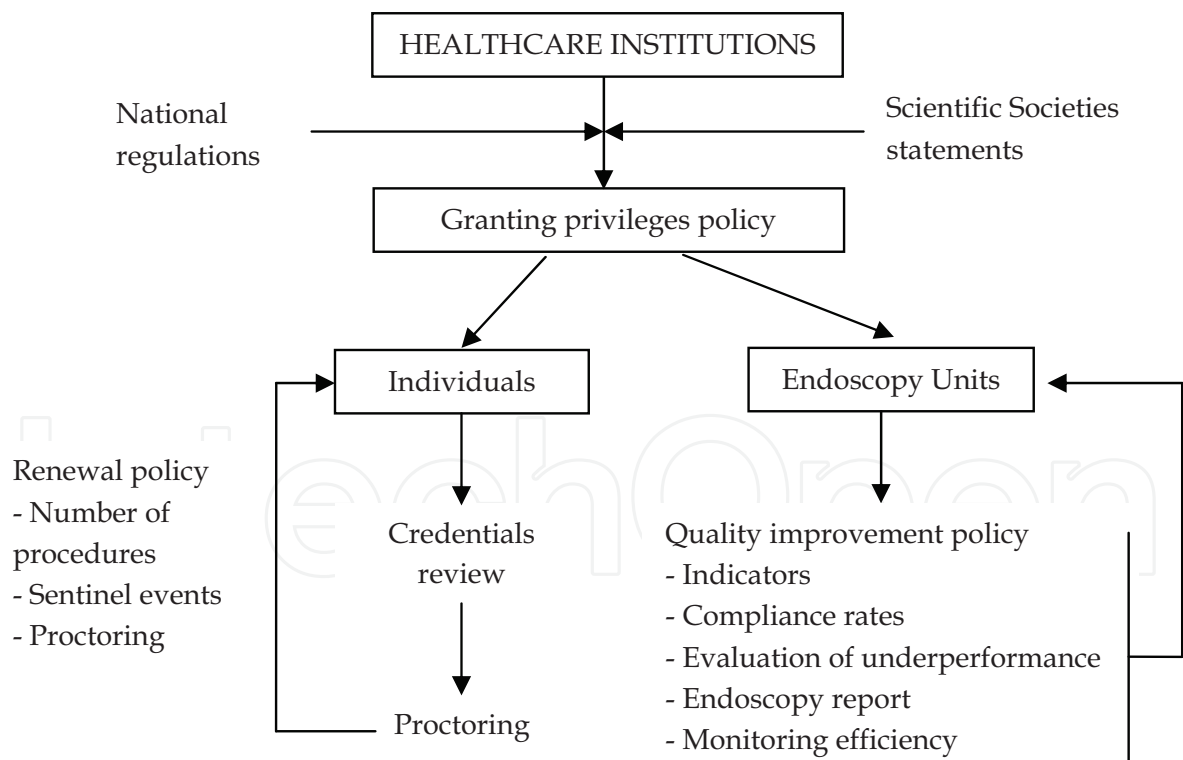 HEALTHCARE INSTITUTIONS
National
regulations
Scientific Societies
statements
Granting privileges policy
Individuals
Endoscopy Units
Renewal policy
- Number of
procedures
- Sentinel events
- Proctoring
Credentials
review
Proctoring
Quality improvement policy
- Indicators
- Compliance rates
- Evaluation of underperformance
- Endoscopy report
- Monitoring efficiency